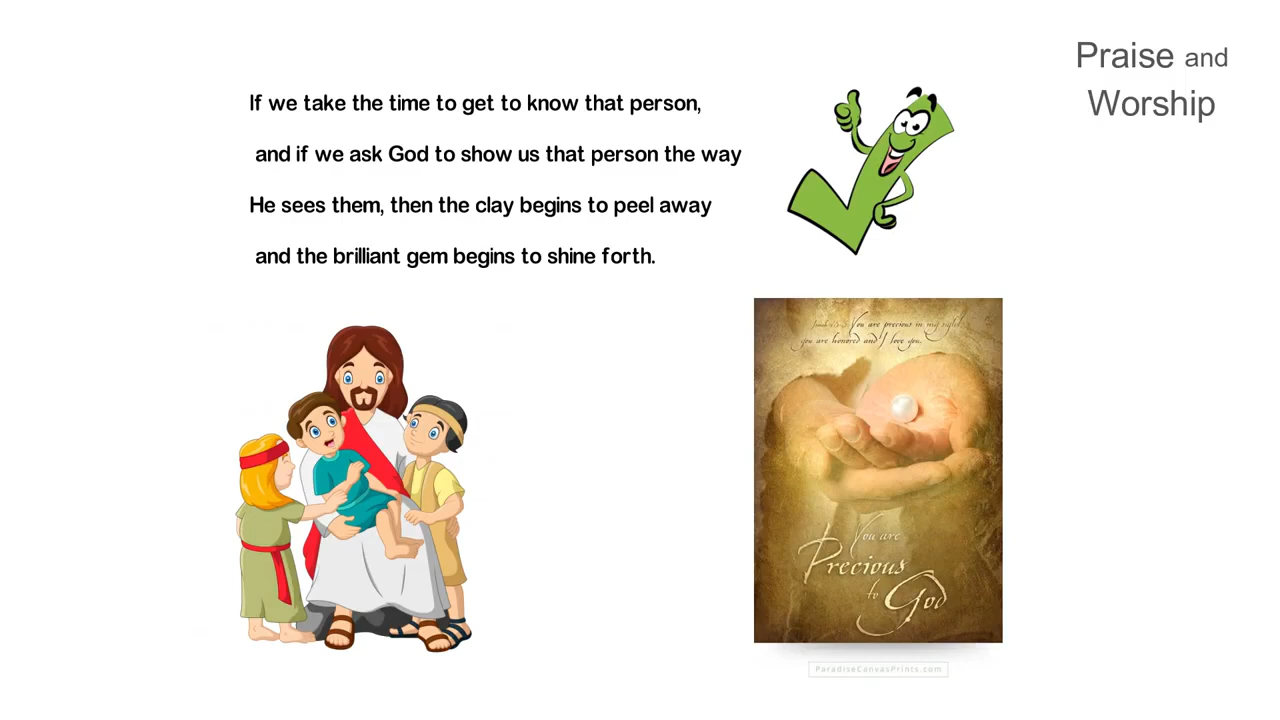 Praise and
Worship
If we take the time to get to know that person,
and if we ask God to show us that person the way
He sees them, then the clay begins to peel away
and the brilliant gem begins to shine forth.
You are precious in my sight
you are honored and I love you.
You are
Precious
to God
ParadiseCanvasPrints.com